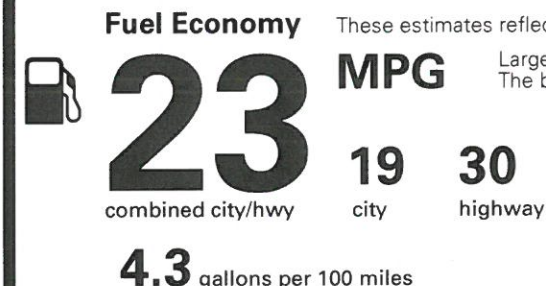 Fuel Economy
These estimates reflec
MPG
Large
The b
23
combined city/hwy
19
city
30
highway
4.3 gallons per 100 miles